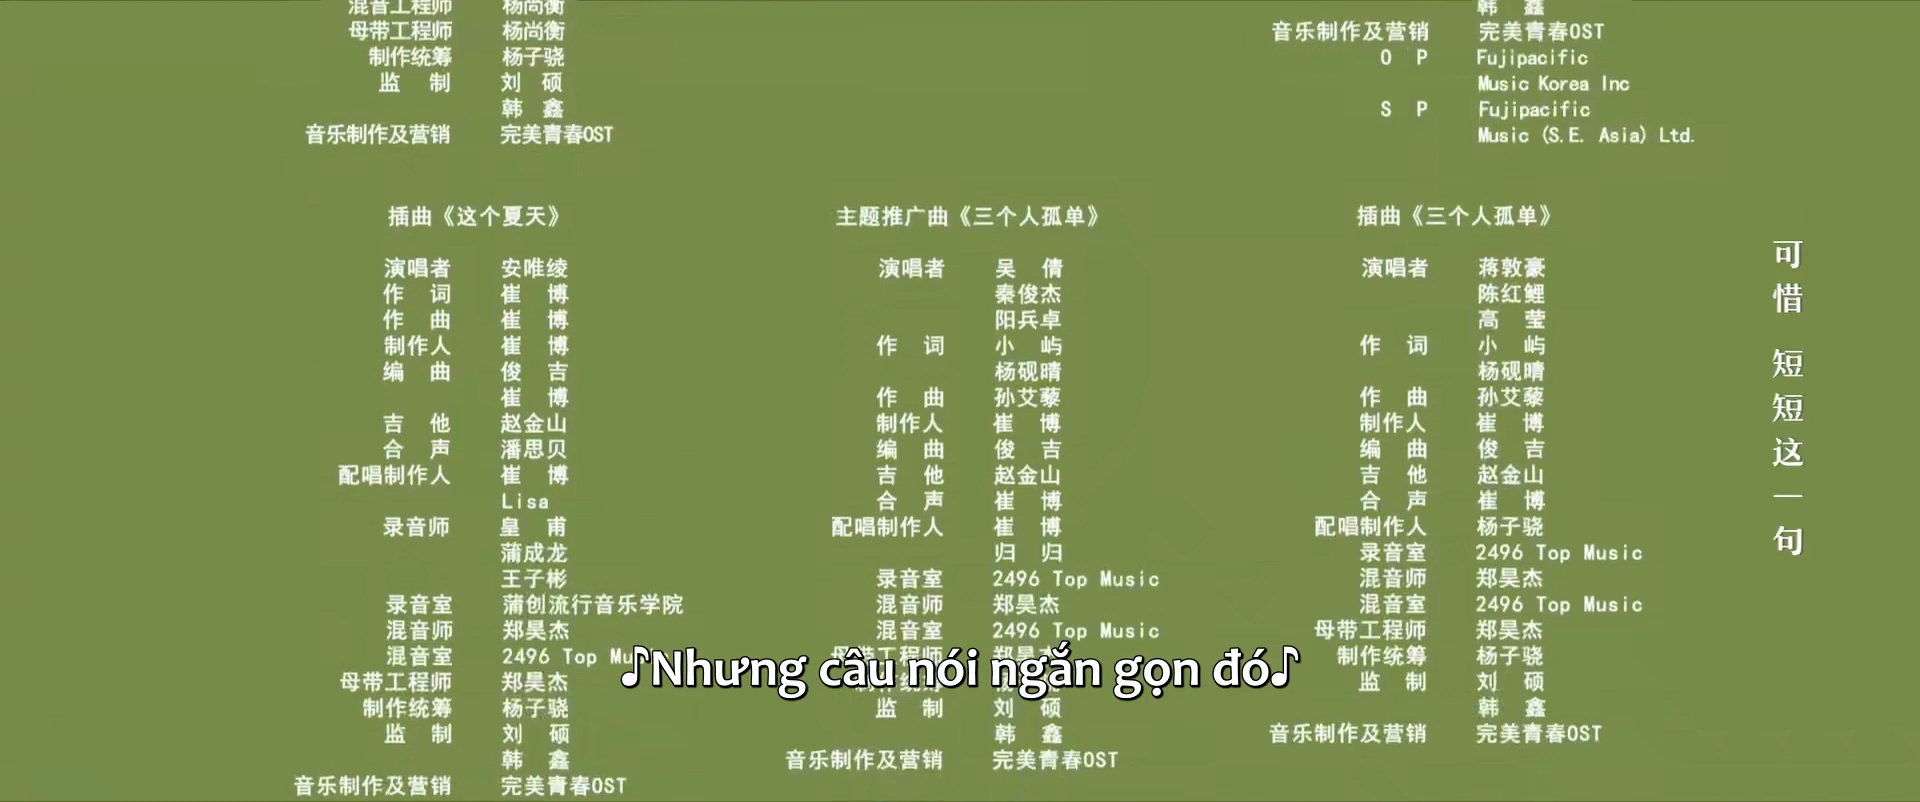 混音工程师 杨尚衡
母带工程师 杨尚衡
制作统筹 杨子骁
监 制 刘 硕
韩 鑫
音乐制作及营销 完美青春OST
韩 鑫
音乐制作及营销 完美青春OST
O P Fujipacific
Music Korea Inc
S P Fujipacific
Music (S.E. Asia) Ltd.
插曲《这个夏天》
演唱者 安唯绫
作 词 崔 博
作 曲 崔 博
制作人 崔 博
编 曲 俊 吉
崔 博
吉 他 赵金山
合 声 潘思贝
配唱制作人 崔 博
Lisa
录音师 皇 甫
蒲成龙
王子彬
录音室 蒲创流行音乐学院
混音师 郑昊杰
混音室 2496 Top Music
母带工程师 郑昊杰
制作统筹 杨子骁
监 制 刘 硕
韩 鑫
音乐制作及营销 完美青春OST
主题推广曲《三个人孤单》
演唱者 吴 倩
秦俊杰
阳兵卓
作 词 小 屿
杨砚晴
作 曲 孙艾藜
制作人 崔 博
编 曲 俊 吉
吉 他 赵金山
合 声 崔 博
配唱制作人 崔 博
归 归
录音室 2496 Top Music
混音师 郑昊杰
混音室 2496 Top Music
母带工程师 郑昊杰
制作统筹
监 制 刘 硕
韩 鑫
音乐制作及营销 完美青春OST
插曲《三个人孤单》
演唱者 蒋敦豪
陈红鲤
高 莹
作 词 小 屿
杨砚晴
作 曲 孙艾藜
制作人 崔 博
编 曲 俊 吉
吉 他 赵金山
合 声 崔 博
配唱制作人 杨子骁
录音室 2496 Top Music
混音师 郑昊杰
混音室 2496 Top Music
母带工程师 郑昊杰
制作统筹 杨子骁
监 制 刘 硕
韩 鑫
音乐制作及营销 完美青春OST
可惜 短短这一句
♪Nhưng câu nói ngắn gọn đó♪